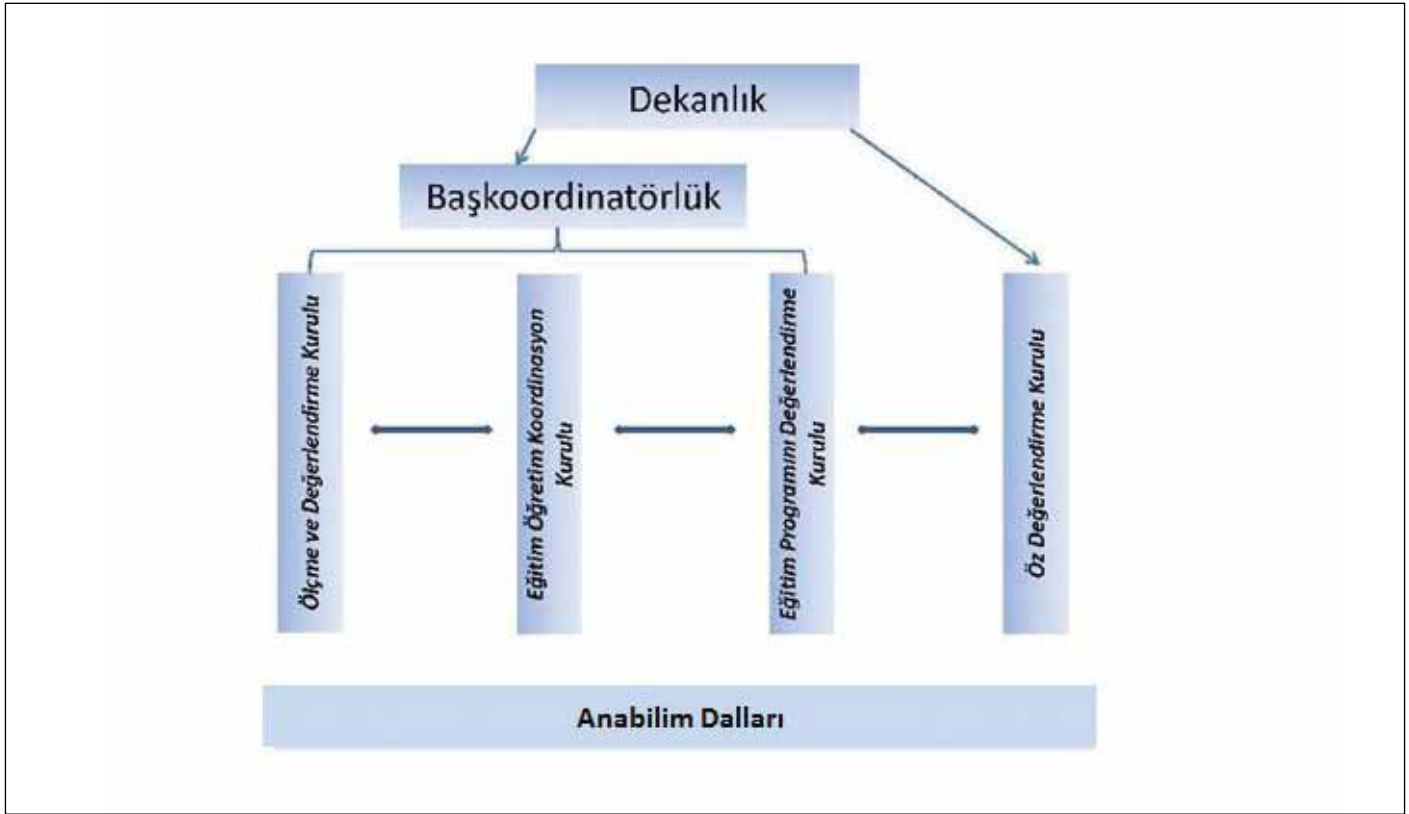 Dekanlık
Başkoordinatörlük
Ölçme ve Değerlendirme Kurulu
Eğitim Öğretim Koordinasyon
Kurulu
Eğitim Programını Değerlendirme
Kurulu
Öz Değerlendirme Kurulu
Anabilim Dalları